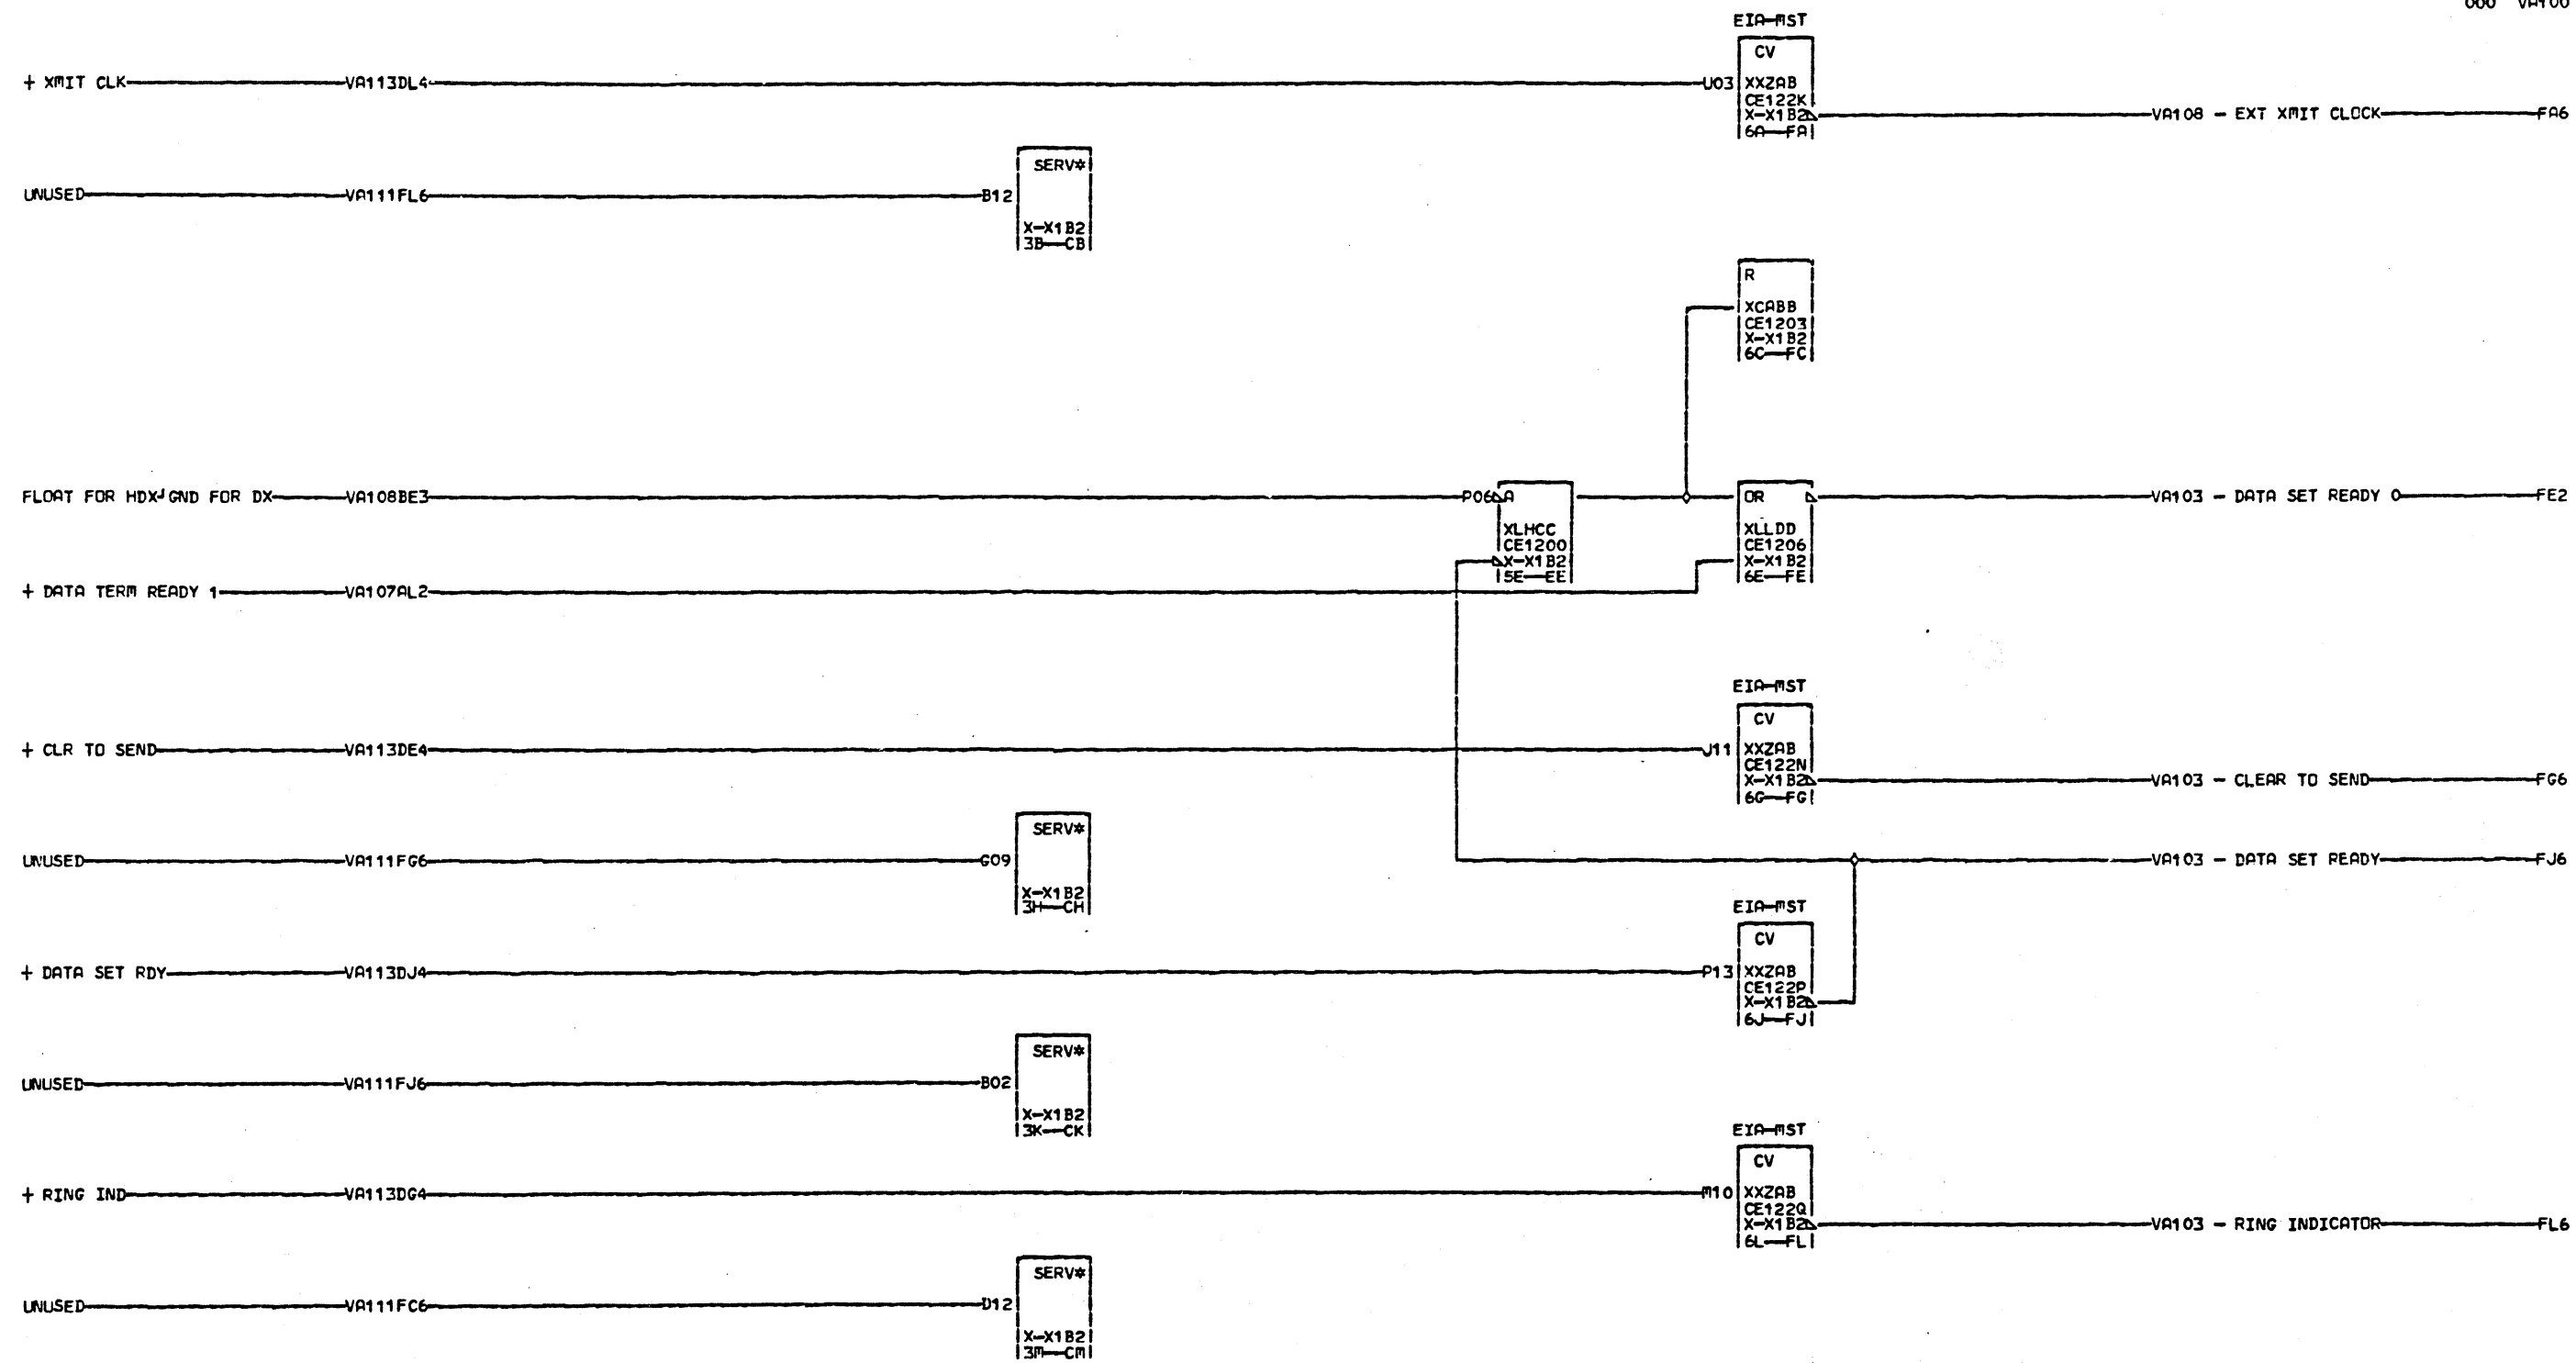 000 VA100
EIA-MST
CV
+ XMIT CLK VA113DL4 U03 XXZAB
CE122K
X-X1B2 VA108 - EXT XMIT CLOCK FA6
6A FA
SERV*
UNUSED VA111FL6 B12
X-X1B2
3B CB
R
XCABB
CE1203
X-X1B2
6C FC
FLOAT FOR HDX GND FOR DX VA108BE3 P06 A OR VA103 - DATA SET READY O FE2
XLHCC XLLDD
CE1200 CE1206
X-X1B2 X-X1B2
5E EE 6E FE
+ DATA TERM READY 1 VA107AL2
EIA-MST
CV
+ CLR TO SEND VA113DE4 J11 XXZAB
CE122N
X-X1B2 VA103 - CLEAR TO SEND FG6
6G FG
SERV*
UNUSED VA111FG6 G09 VA103 - DATA SET READY FJ6
X-X1B2
3H CH
EIA-MST
CV
+ DATA SET RDY VA113DJ4 P13 XXZAB
CE122P
X-X1B2
6J FJ
SERV*
UNUSED VA111FJ6 B02
X-X1B2
3K CK
EIA-MST
CV
+ RING IND VA113DG4 M10 XXZAB
CE122Q
X-X1B2 VA103 - RING INDICATOR FL6
6L FL
SERV*
UNUSED VA111FC6 D12
X-X1B2
3M CM